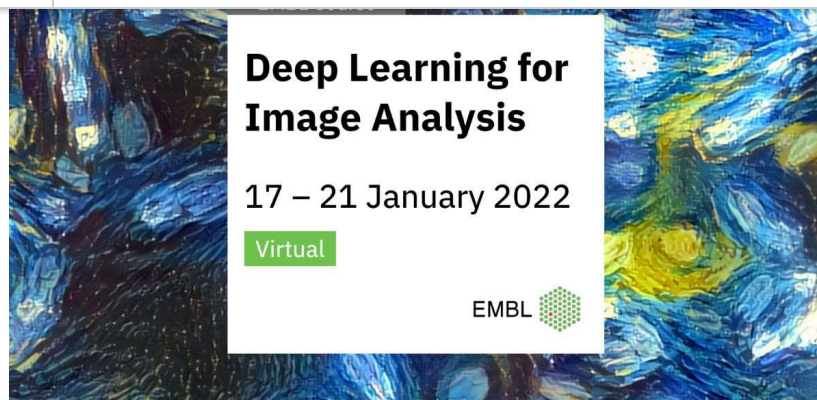 Deep Learning for
Image Analysis
17 – 21 January 2022
Virtual
EMBL